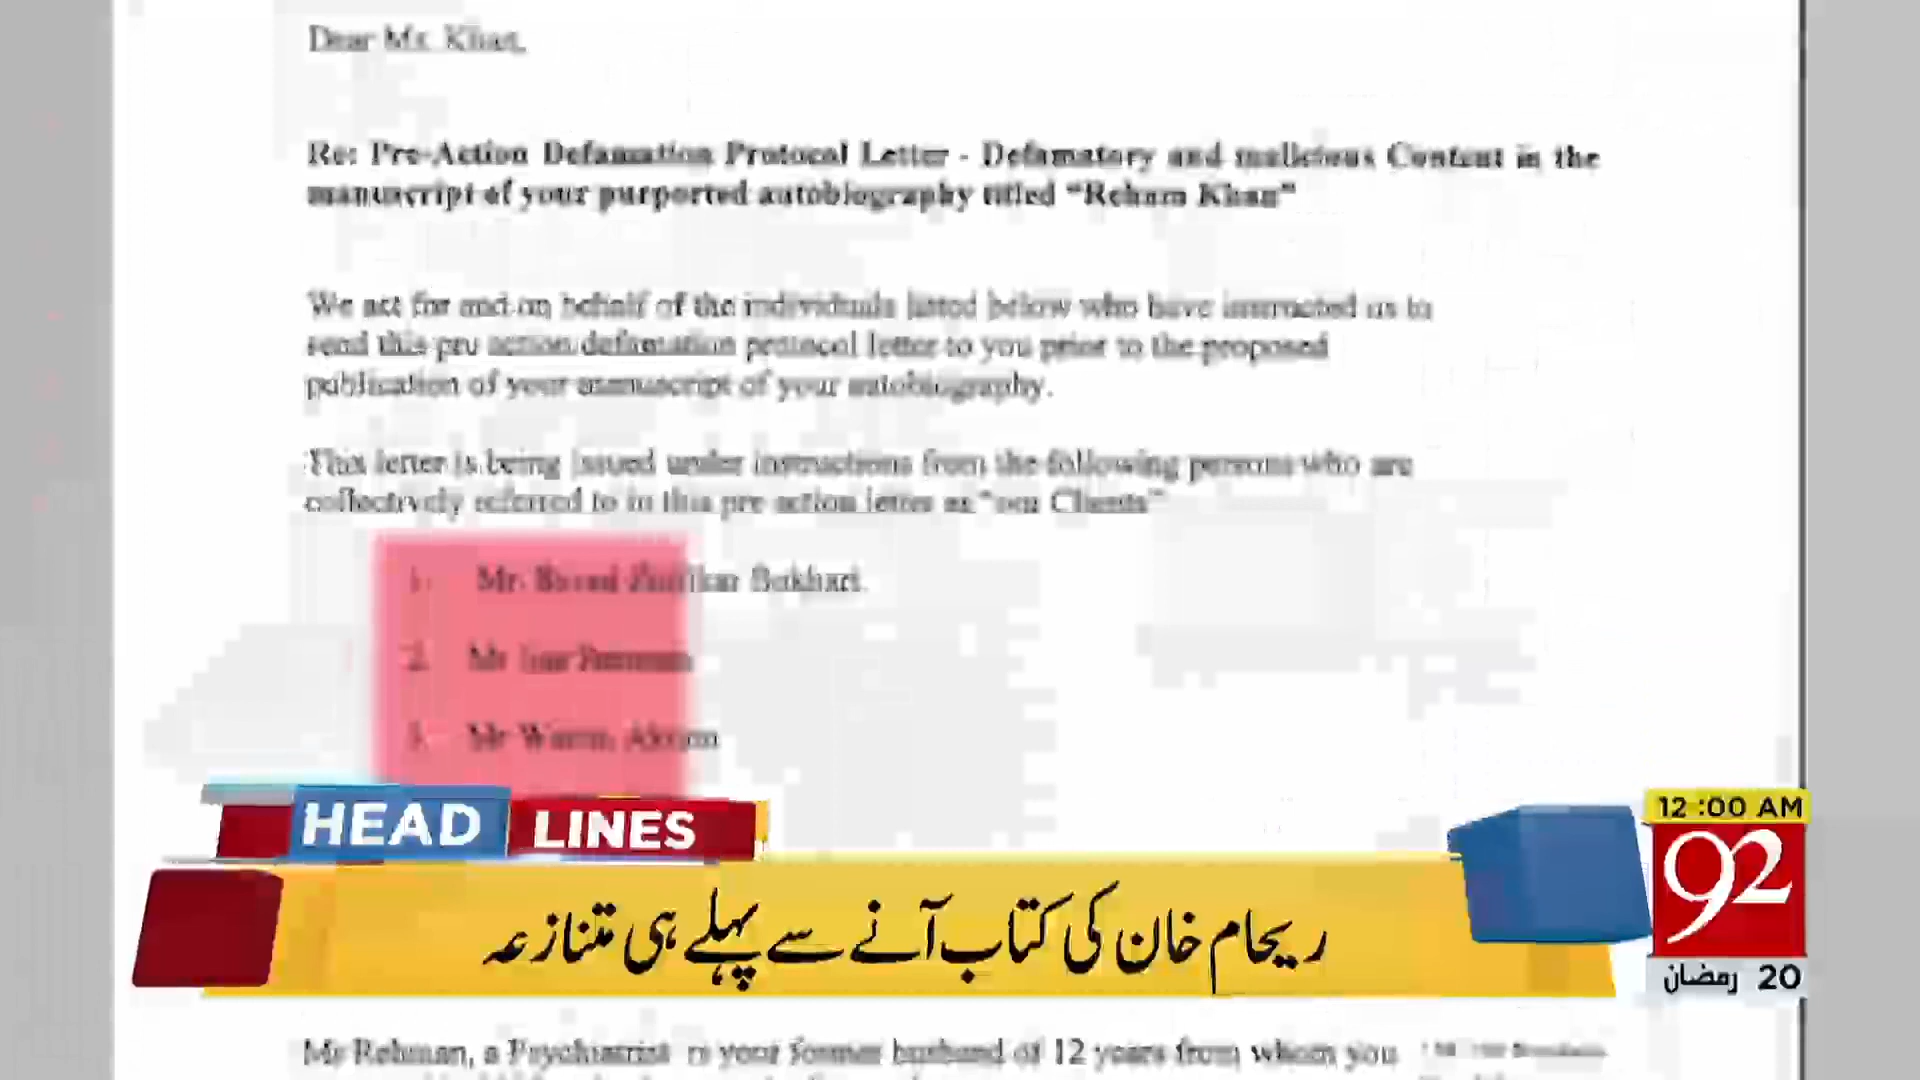 Dear Ms. Khan,
Re: Pre-Action Defamation Protocol Letter - Defamatory and malicious Content in the
manuscript of your purported autobiography titled “Reham Khan”
We act for and on behalf of the individuals listed below who have instructed us to
send this pre action defamation protocol letter to you prior to the proposed
publication of your manuscript of your autobiography.
This letter is being issued under instructions from the following persons who are
collectively referred to in this pre action letter as “our Clients”
1. Mr. Bukhari.
2. Mr
3. Mr
HEAD LINES
12:00 AM
92
ریحام خان کی کتاب آنے سے پہلے ہی متنازعہ
20 رمضان
Mr Rehman, a Psychiatrist is your former husband of 12 years from whom you